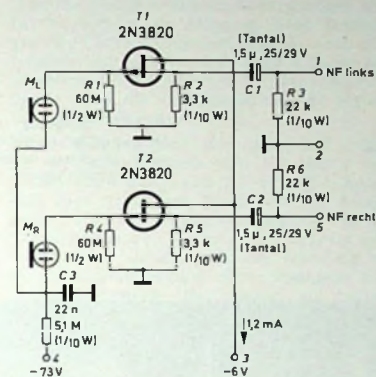 T1
2N3820
(Tantal)
1,5 µ, 25/29 V
1
C1
NF links
ML
R1
60 M
(1/2 W)
R2
3,3 k
(1/10 W)
R3
22 k
(1/10 W)
2
T2
2N3820
R6
22 k
(1/10 W)
C2
5
NF recht
1,5 µ, 25/29 V
(Tantal)
MR
R4
60 M
(1/2 W)
R5
3,3 k
(1/10 W)
C3
22 n
5,1 M
(1/10 W)
4
-73V
1,2 mA
3
-6V